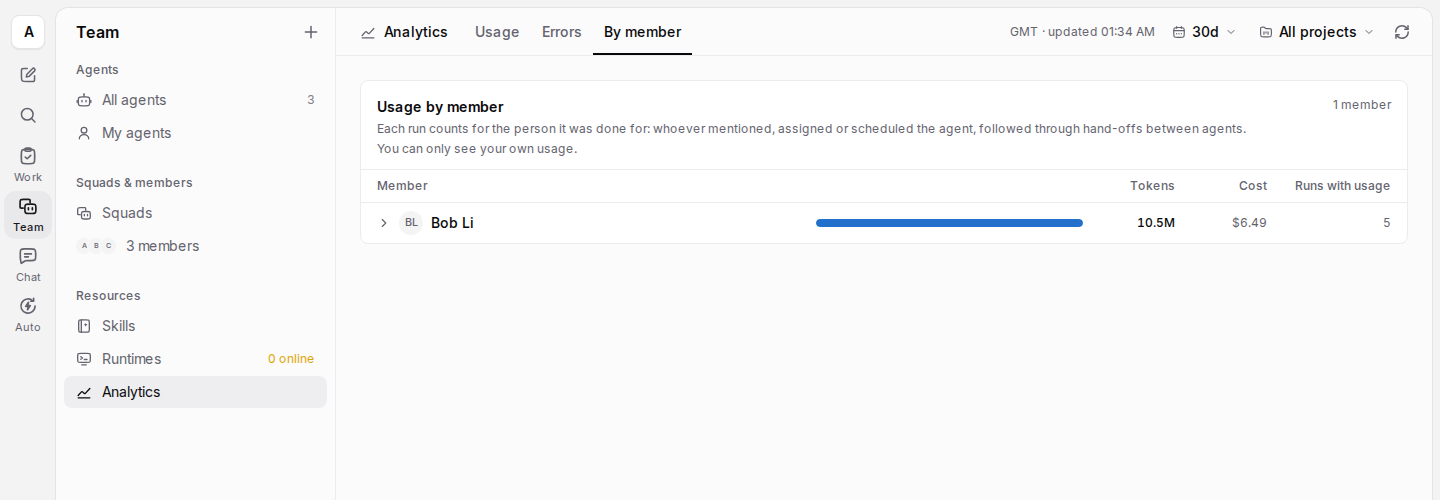 A
Team
Analytics
Usage
Errors
By member
GMT · updated 01:34 AM
30d
All projects
Agents
All agents
3
My agents
Squads & members
Squads
A B C
3 members
Resources
Skills
Runtimes
0 online
Analytics
Work
Team
Chat
Auto
Usage by member
1 member
Each run counts for the person it was done for: whoever mentioned, assigned or scheduled the agent, followed through hand-offs between agents.
You can only see your own usage.
Member
Tokens
Cost
Runs with usage
BL
Bob Li
10.5M
$6.49
5